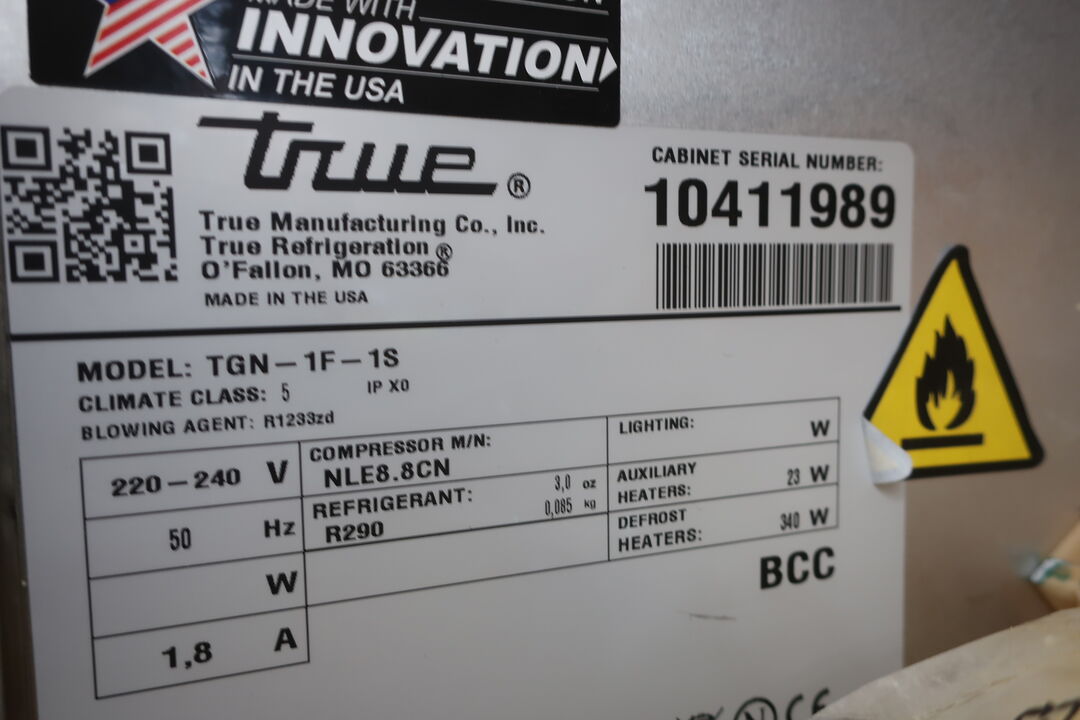 MADE WITH
INNOVATION
IN THE USA
true®
True Manufacturing Co., Inc.
True Refrigeration®
O'Fallon, MO 63366
MADE IN THE USA
CABINET SERIAL NUMBER:
10411989
MODEL: TGN-1F-1S
CLIMATE CLASS: 5 IP X0
BLOWING AGENT: R1233zd
220-240 V
50 Hz
W
1,8 A
COMPRESSOR M/N:
NLE8.8CN
REFRIGERANT: 3,0 oz
R290 0,085 kg
LIGHTING: W
AUXILIARY
HEATERS: 23 W
DEFROST
HEATERS: 340 W
BCC
CE